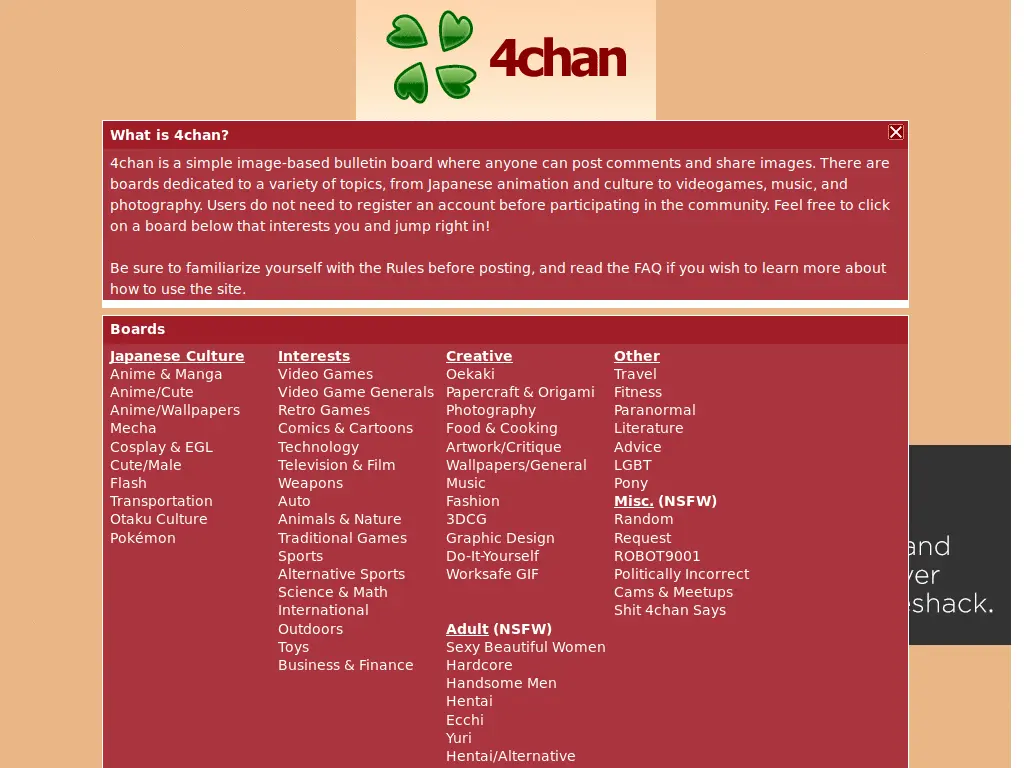 4chan
What is 4chan?
4chan is a simple image-based bulletin board where anyone can post comments and share images. There are
boards dedicated to a variety of topics, from Japanese animation and culture to videogames, music, and
photography. Users do not need to register an account before participating in the community. Feel free to click
on a board below that interests you and jump right in!
Be sure to familiarize yourself with the Rules before posting, and read the FAQ if you wish to learn more about
how to use the site.
Boards
Japanese Culture
Anime & Manga
Anime/Cute
Anime/Wallpapers
Mecha
Cosplay & EGL
Cute/Male
Flash
Transportation
Otaku Culture
Pokémon
Interests
Video Games
Video Game Generals
Retro Games
Comics & Cartoons
Technology
Television & Film
Weapons
Auto
Animals & Nature
Traditional Games
Sports
Alternative Sports
Science & Math
International
Outdoors
Toys
Business & Finance
Creative
Oekaki
Papercraft & Origami
Photography
Food & Cooking
Artwork/Critique
Wallpapers/General
Music
Fashion
3DCG
Graphic Design
Do-It-Yourself
Worksafe GIF
Adult (NSFW)
Sexy Beautiful Women
Hardcore
Handsome Men
Hentai
Ecchi
Yuri
Hentai/Alternative
Other
Travel
Fitness
Paranormal
Literature
Advice
LGBT
Pony
Misc. (NSFW)
Random
Request
ROBOT9001
Politically Incorrect
Cams & Meetups
Shit 4chan Says
and